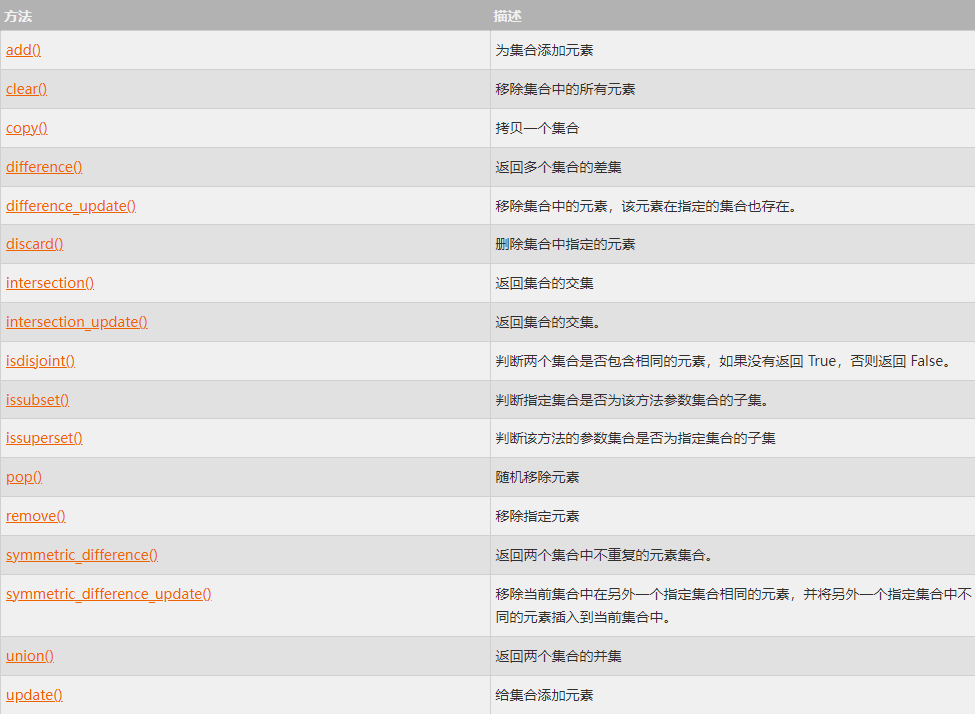 方法 描述
add() 为集合添加元素
clear() 移除集合中的所有元素
copy() 拷贝一个集合
difference() 返回多个集合的差集
difference_update() 移除集合中的元素，该元素在指定的集合也存在。
discard() 删除集合中指定的元素
intersection() 返回集合的交集
intersection_update() 返回集合的交集。
isdisjoint() 判断两个集合是否包含相同的元素，如果没有返回 True，否则返回 False。
issubset() 判断指定集合是否为该方法参数集合的子集。
issuperset() 判断该方法的参数集合是否为指定集合的子集
pop() 随机移除元素
remove() 移除指定元素
symmetric_difference() 返回两个集合中不重复的元素集合。
symmetric_difference_update() 移除当前集合中在另外一个指定集合相同的元素，并将另外一个指定集合中不
同的元素插入到当前集合中。
union() 返回两个集合的并集
update() 给集合添加元素